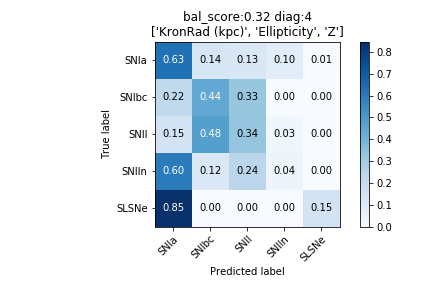 bal_score:0.32 diag:4
['KronRad (kpc)', 'Ellipticity', 'Z']
True label
SNIa 0.63 0.14 0.13 0.10 0.01
SNIbc 0.22 0.44 0.33 0.00 0.00
SNII 0.15 0.48 0.34 0.03 0.00
SNIIn 0.60 0.12 0.24 0.04 0.00
SLSNe 0.85 0.00 0.00 0.00 0.15
SNIa SNIbc SNII SNIIn SLSNe
Predicted label
0.8
0.7
0.6
0.5
0.4
0.3
0.2
0.1
0.0